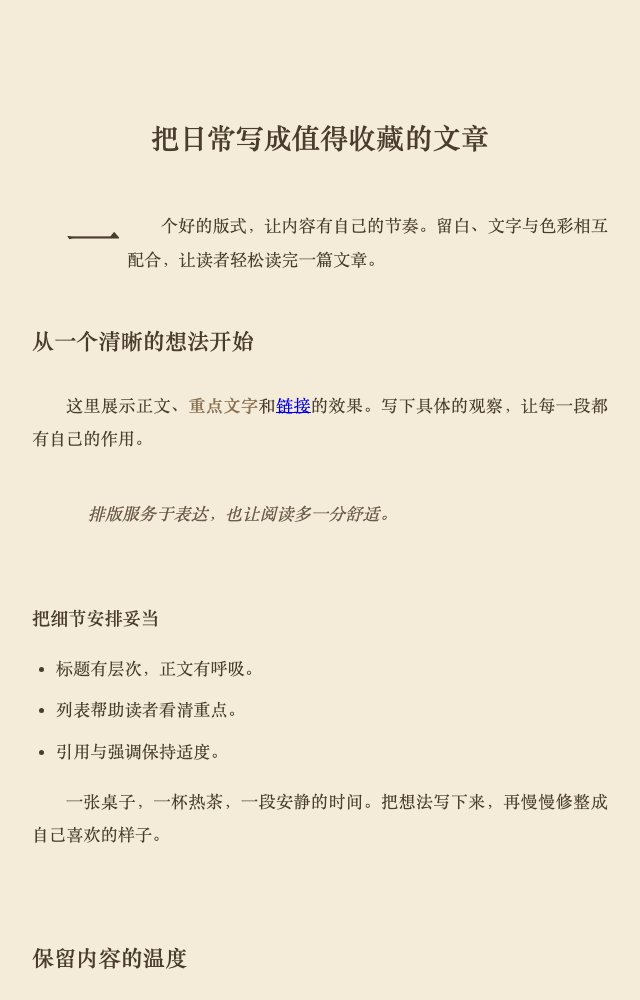 把日常写成值得收藏的文章
一个好的版式，让内容有自己的节奏。留白、文字与色彩相互
配合，让读者轻松读完一篇文章。
从一个清晰的想法开始
这里展示正文、重点文字和链接的效果。写下具体的观察，让每一段都
有自己的作用。
排版服务于表达，也让阅读多一分舒适。
把细节安排妥当
• 标题有层次，正文有呼吸。
• 列表帮助读者看清重点。
• 引用与强调保持适度。
一张桌子，一杯热茶，一段安静的时间。把想法写下来，再慢慢修整成
自己喜欢的样子。
保留内容的温度